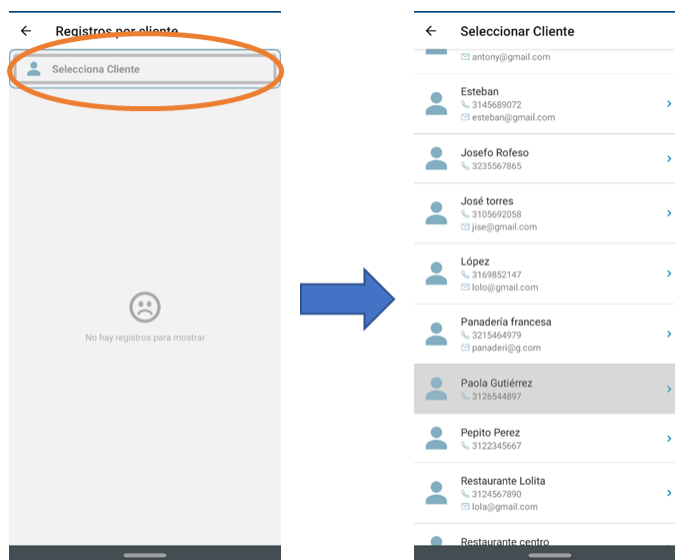 Registros por cliente
Selecciona Cliente
No hay registros para mostrar
Seleccionar Cliente
antony@gmail.com
Esteban
3145689072
esteban@gmail.com
Josefo Rofeso
3235567865
José torres
3105692058
jise@gmail.com
López
3169852147
lolo@gmail.com
Panadería francesa
3215464979
panaderi@g.com
Paola Gutiérrez
3126544897
Pepito Perez
3122345667
Restaurante Lolita
3124567890
lola@gmail.com
Restaurante centro